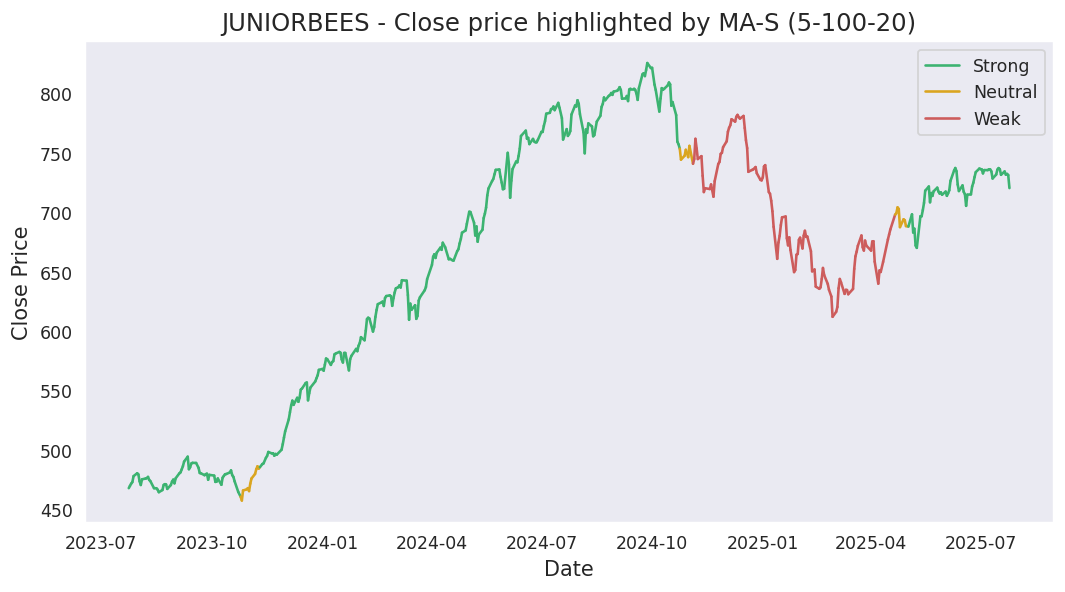 JUNIORBEES - Close price highlighted by MA-S (5-100-20)
Strong
Neutral
Weak
Close Price
800
750
700
650
600
550
500
450
2023-07 2023-10 2024-01 2024-04 2024-07 2024-10 2025-01 2025-04 2025-07
Date